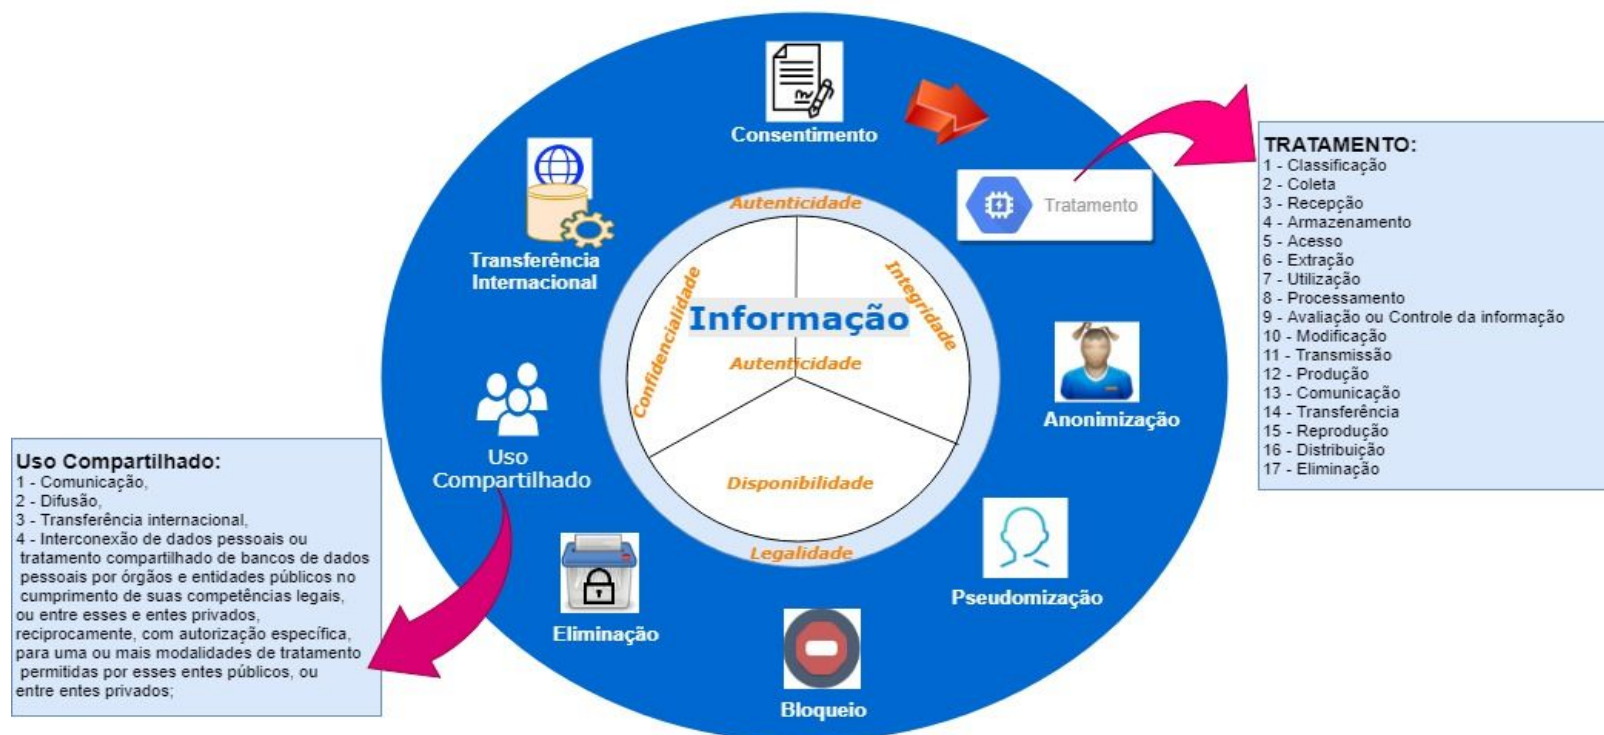 Consentimento
Transferência
Internacional
Tratamento
Autenticidade
Confidencialidade
Integridade
Informação
Autenticidade
Disponibilidade
Legalidade
Anonimização
Uso
Compartilhado
Pseudomização
Eliminação
Bloqueio
TRATAMENTO:
1 - Classificação
2 - Coleta
3 - Recepção
4 - Armazenamento
5 - Acesso
6 - Extração
7 - Utilização
8 - Processamento
9 - Avaliação ou Controle da informação
10 - Modificação
11 - Transmissão
12 - Produção
13 - Comunicação
14 - Transferência
15 - Reprodução
16 - Distribuição
17 - Eliminação
Uso Compartilhado:
1 - Comunicação,
2 - Difusão,
3 - Transferência internacional,
4 - Interconexão de dados pessoais ou
tratamento compartilhado de bancos de dados
pessoais por órgãos e entidades públicos no
cumprimento de suas competências legais,
ou entre esses e entes privados,
reciprocamente, com autorização específica,
para uma ou mais modalidades de tratamento
permitidas por esses entes públicos, ou
entre entes privados;